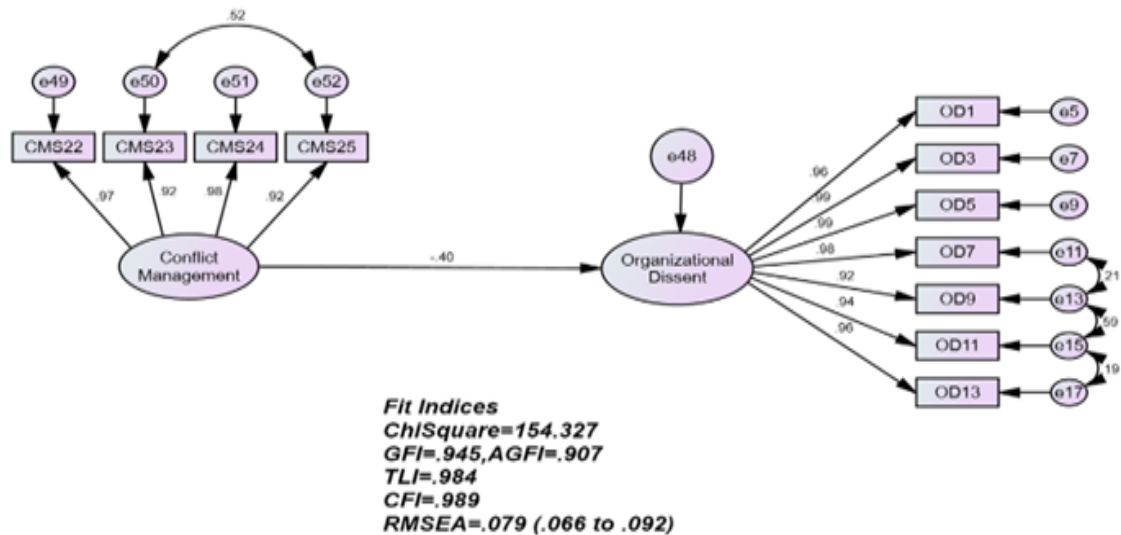 .52
e49 e50 e51 e52
CMS22 CMS23 CMS24 CMS25
.97 .92 .98 .92
Conflict
Management
-.40
e48
Organizational
Dissent
.96
.99
.99
.98
.92
.94
.96
OD1 e5
OD3 e7
OD5 e9
OD7 e11
.21
OD9 e13
.59
OD11 e15
.19
OD13 e17
Fit Indices
ChiSquare=154.327
GFI=.945,AGFI=.907
TLI=.984
CFI=.989
RMSEA=.079 (.066 to .092)